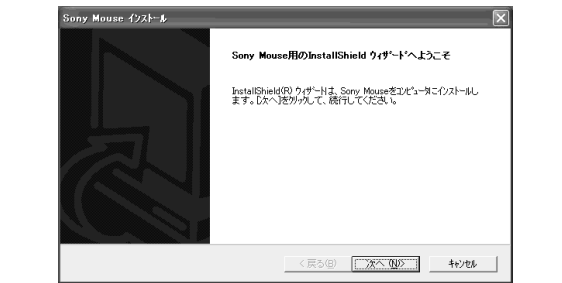 Sony Mouse インストール
Sony Mouse用のInstallShield ウィザードへようこそ
InstallShield(R) ウィザードは、Sony Mouseをコンピュータにインストールし
ます。[次へ]をクリックして、続行してください。
< 戻る(B)
次へ (N)>
キャンセル